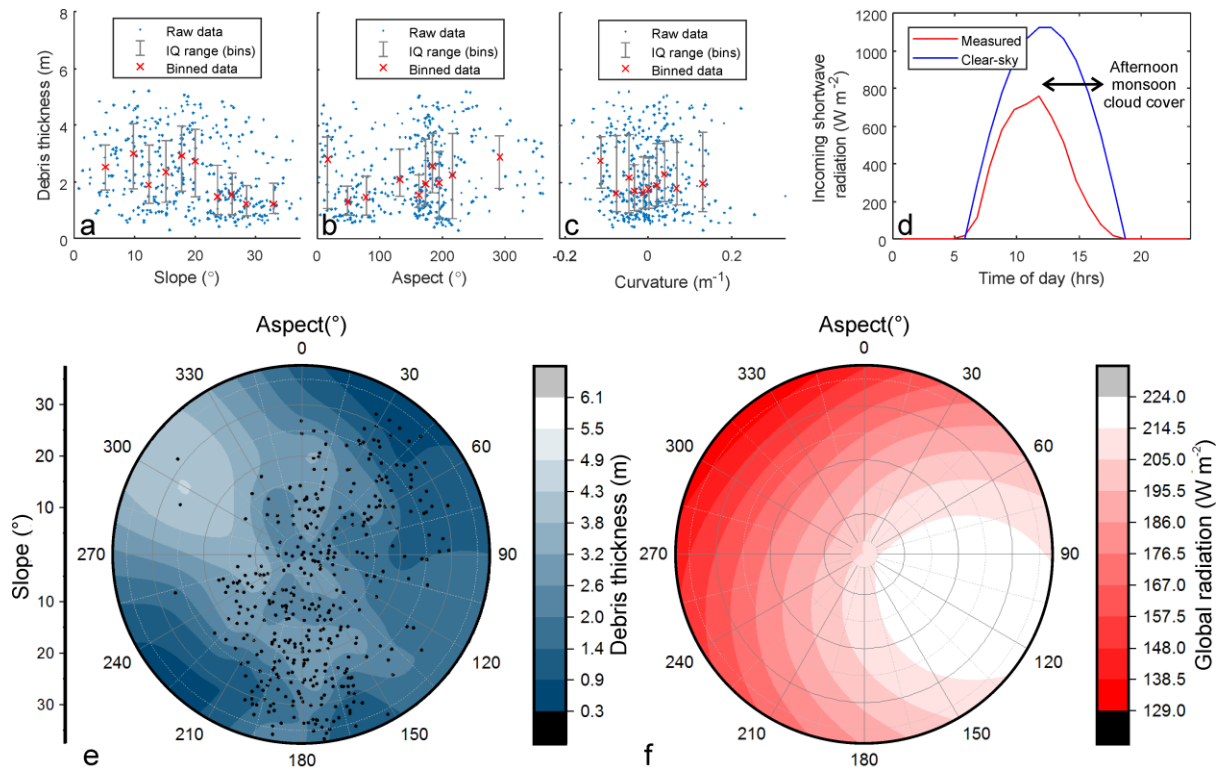 8
6
4
2
0
Debris thickness (m)
Raw data
IQ range (bins)
Binned data
a
0 10 20 30
Slope (°)
Raw data
IQ range (bins)
Binned data
b
0 100 200 300
Aspect (°)
Raw data
IQ range (bins)
Binned data
c
-0.2 0 0.2
Curvature (m-1)
1200
1000
800
600
400
200
0
Incoming shortwave
radiation (W m-2)
Measured
Clear-sky
Afternoon
monsoon
cloud cover
d
0 5 10 15 20
Time of day (hrs)
Aspect(°)
0
30
60
90
120
150
180
210
240
270
300
330
Slope (°)
30
20
10
10
20
30
e
6.1
5.5
4.9
4.3
3.8
3.2
2.6
2.0
1.4
0.9
0.3
Debris thickness (m)
Aspect(°)
0
30
60
90
120
150
180
210
240
270
300
330
f
224.0
214.5
205.0
195.5
186.0
176.5
167.0
157.5
148.0
138.5
129.0
Global radiation (W m-2)